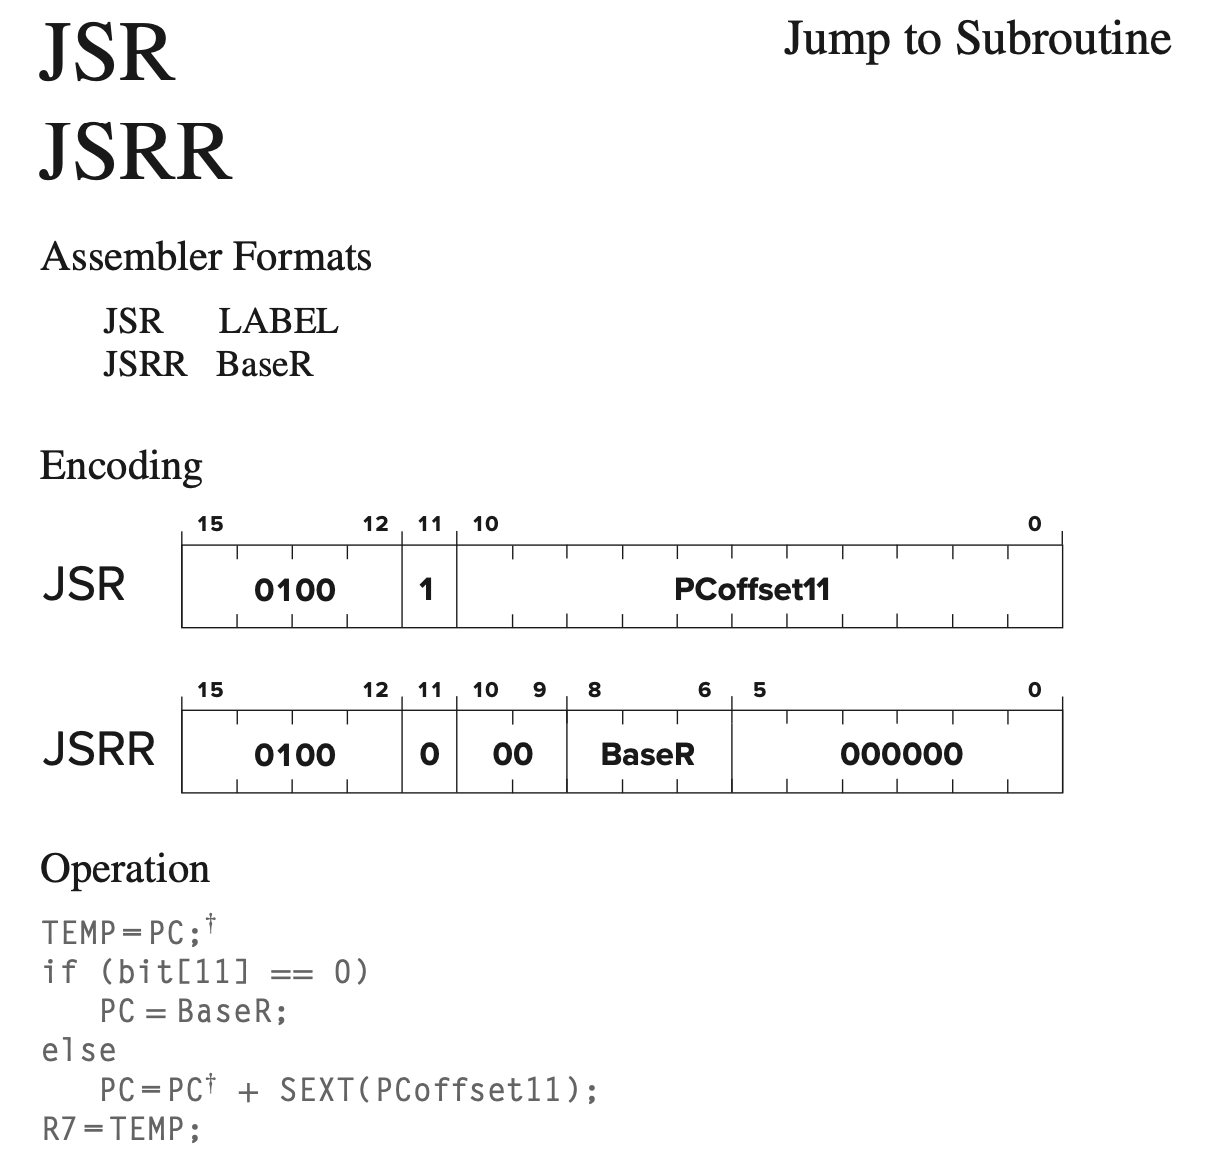 JSR
Jump to Subroutine
JSRR
Assembler Formats
JSR LABEL
JSRR BaseR
Encoding
15 12 11 10 0
JSR 0100 1 PCoffset11
15 12 11 10 9 8 6 5 0
JSRR 0100 0 00 BaseR 000000
Operation
TEMP=PC;†
if (bit[11] == 0)
PC=BaseR;
else
PC=PC† + SEXT(PCoffset11);
R7=TEMP;